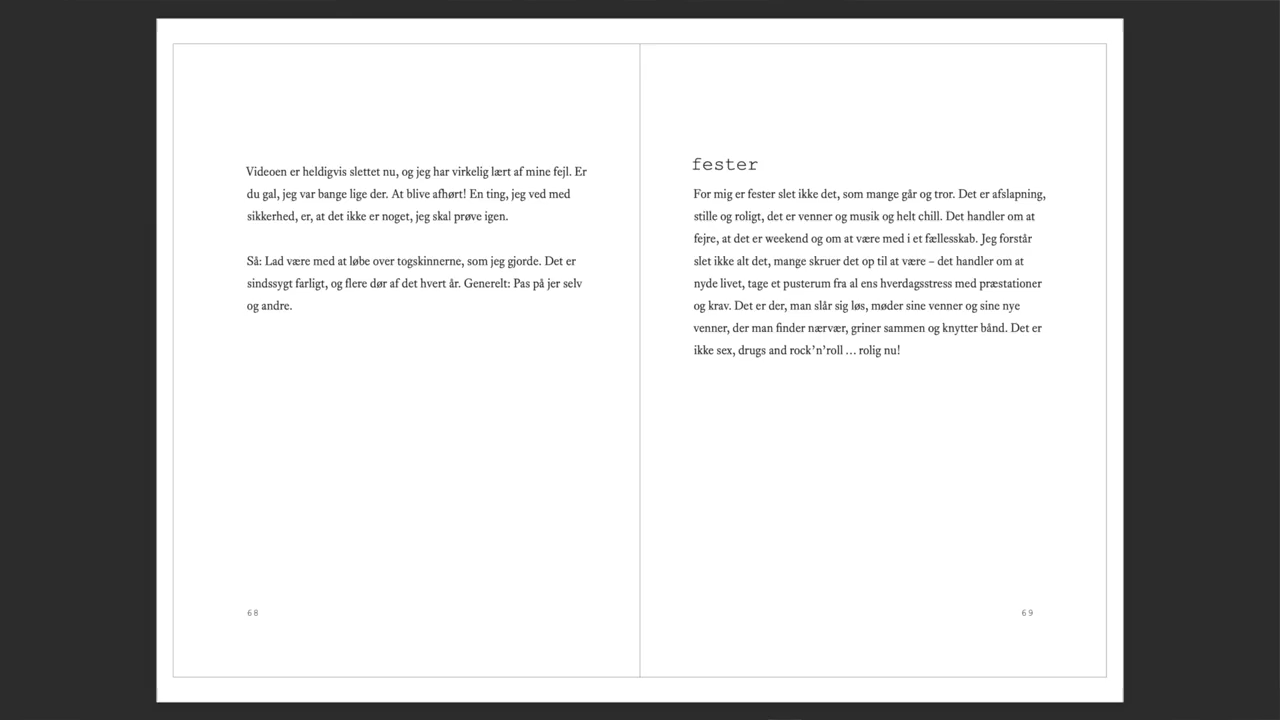 Videoen er heldigvis slettet nu, og jeg har virkelig lært af mine fejl. Er
du gal, jeg var bange lige der. At blive afhørt! En ting, jeg ved med
sikkerhed, er, at det ikke er noget, jeg skal prøve igen.
Så: Lad være med at løbe over togskinnerne, som jeg gjorde. Det er
sindssygt farligt, og flere dør af det hvert år. Generelt: Pas på jer selv
og andre.
68
fester
For mig er fester slet ikke det, som mange går og tror. Det er afslapning,
stille og roligt, det er venner og musik og helt chill. Det handler om at
fejre, at det er weekend og om at være med i et fællesskab. Jeg forstår
slet ikke alt det, mange skruer det op til at være – det handler om at
nyde livet, tage et pusterum fra al ens hverdagsstress med præstationer
og krav. Det er der, man slår sig løs, møder sine venner og sine nye
venner, der man finder nærvær, griner sammen og knytter bånd. Det er
ikke sex, drugs and rock’n’roll … rolig nu!
69